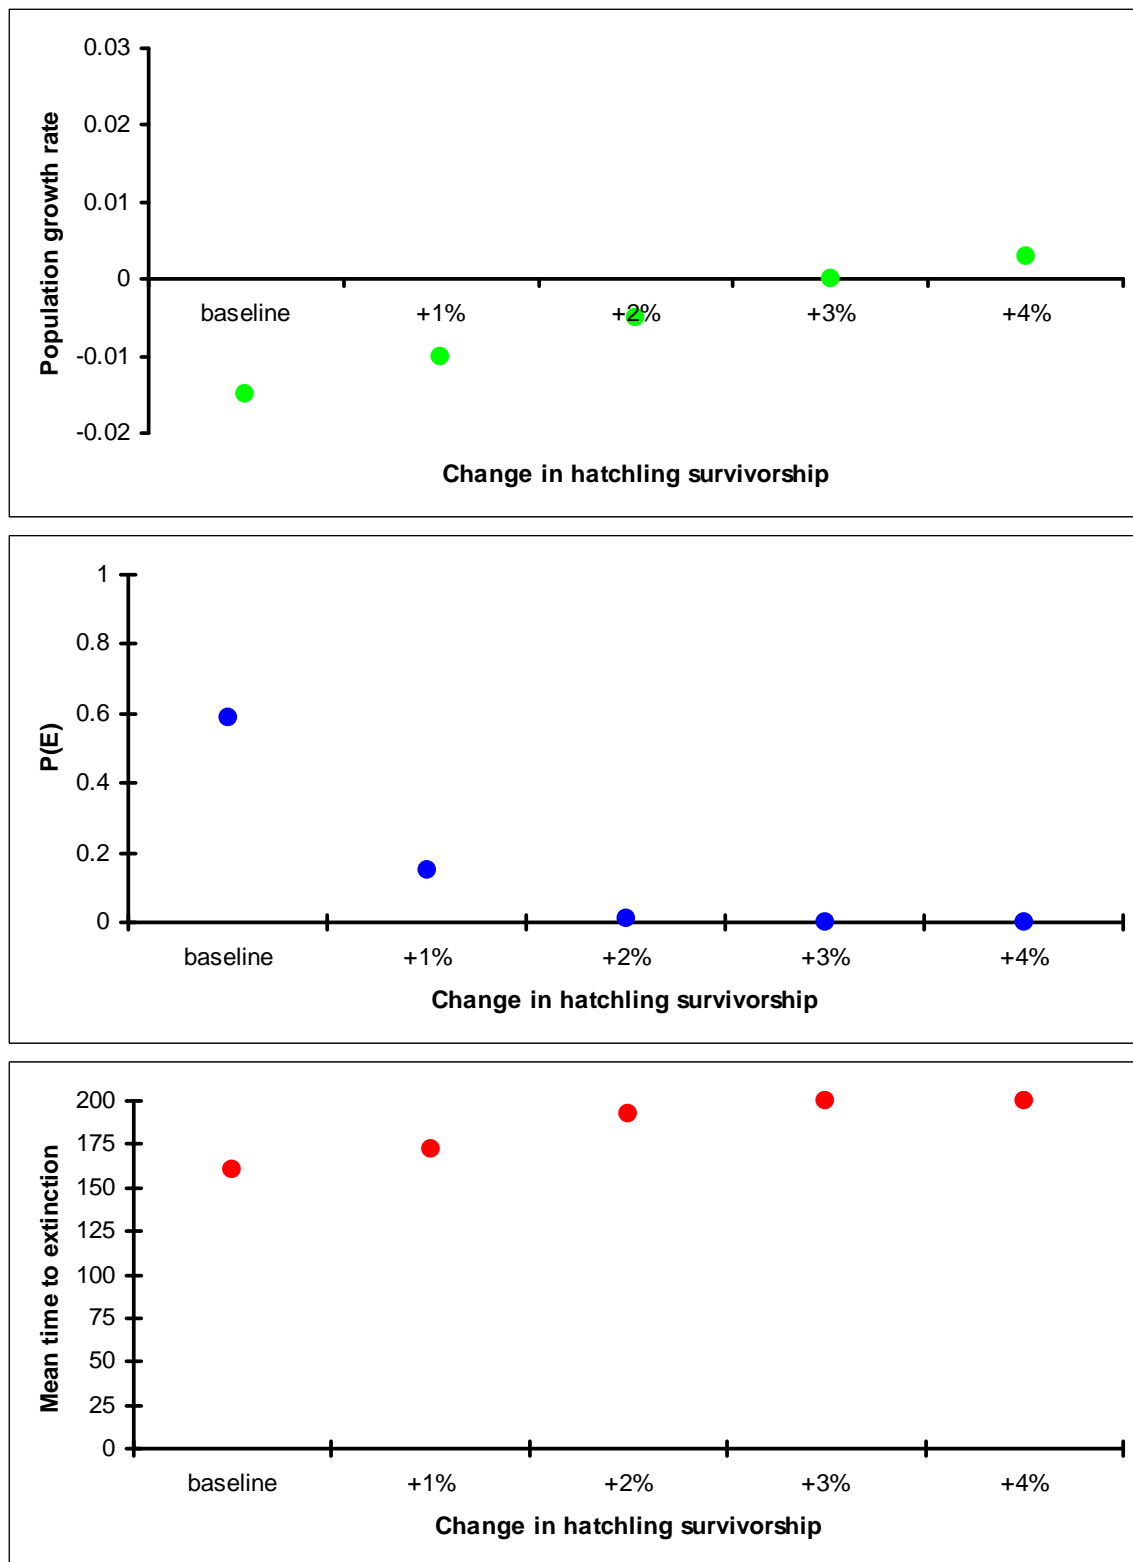 0.03
0.02
0.01
0
-0.01
-0.02
Population growth rate
baseline +1% +2% +3% +4%
Change in hatchling survivorship
1
0.8
0.6
0.4
0.2
0
P(E)
baseline +1% +2% +3% +4%
Change in hatchling survivorship
200
175
150
125
100
75
50
25
0
Mean time to extinction
baseline +1% +2% +3% +4%
Change in hatchling survivorship